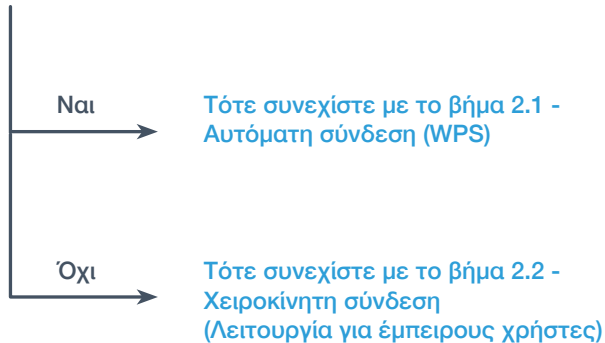 Ναι
Τότε συνεχίστε με το βήμα 2.1 -
Αυτόματη σύνδεση (WPS)
Όχι
Τότε συνεχίστε με το βήμα 2.2 -
Χειροκίνητη σύνδεση
(Λειτουργία για έμπειρους χρήστες)